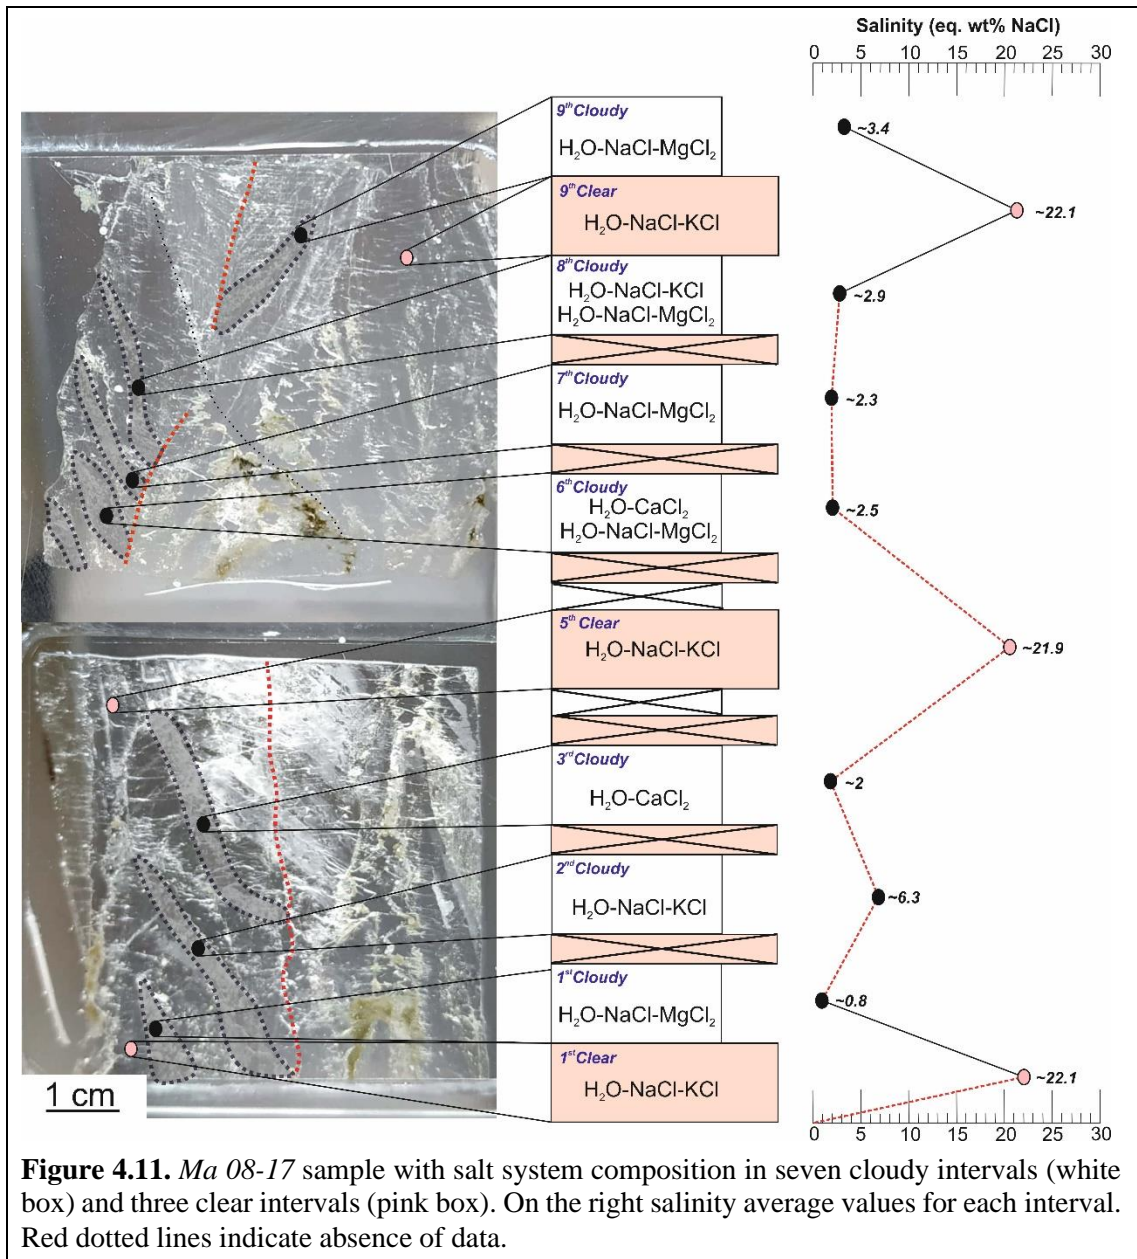 Salinity (eq. wt% NaCl)
0 5 10 15 20 25 30
9th Cloudy
H2O-NaCl-MgCl2
~3.4
9th Clear
H2O-NaCl-KCl
~22.1
8th Cloudy
H2O-NaCl-KCl
H2O-NaCl-MgCl2
~2.9
7th Cloudy
H2O-NaCl-MgCl2
~2.3
6th Cloudy
H2O-CaCl2
H2O-NaCl-MgCl2
~2.5
5th Clear
H2O-NaCl-KCl
~21.9
3rd Cloudy
H2O-CaCl2
~2
2nd Cloudy
H2O-NaCl-KCl
~6.3
1st Cloudy
H2O-NaCl-MgCl2
~0.8
1st Clear
H2O-NaCl-KCl
~22.1
1 cm
0 5 10 15 20 25 30
Figure 4.11. Ma 08-17 sample with salt system composition in seven cloudy intervals (white
box) and three clear intervals (pink box). On the right salinity average values for each interval.
Red dotted lines indicate absence of data.